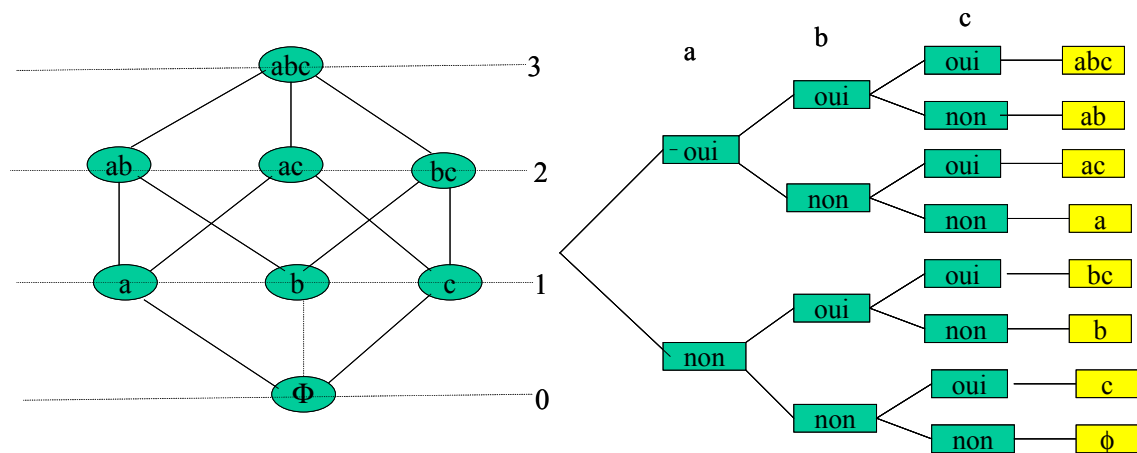 abc 3
ab ac bc 2
a b c 1
Φ 0
a b c
oui oui oui abc
non ab
non oui ac
non a
non oui oui bc
non b
non oui c
non ϕ